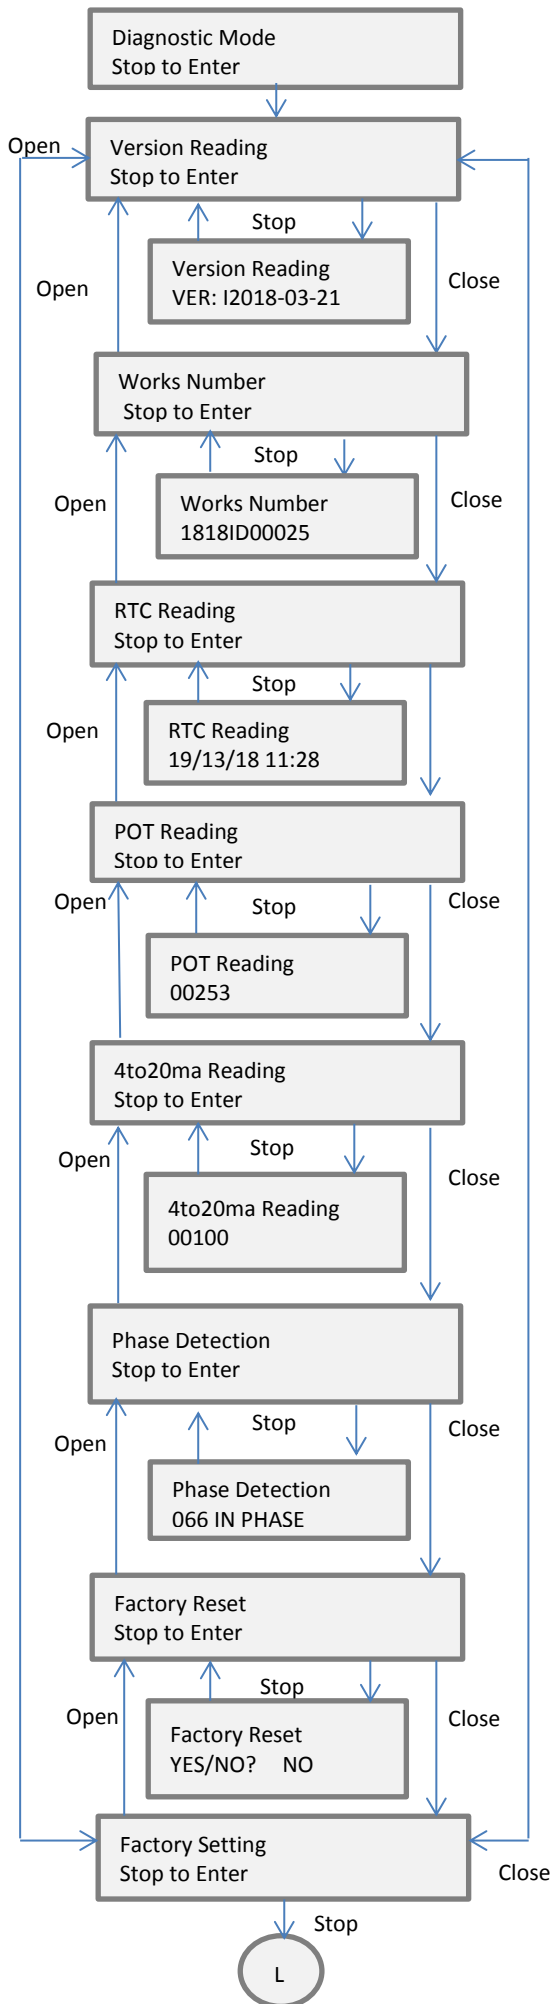 Diagnostic Mode
Stop to Enter
Open
Version Reading
Stop to Enter
Stop
Version Reading
VER: I2018-03-21
Open
Close
Works Number
Stop to Enter
Stop
Works Number
1818ID00025
Open
Close
RTC Reading
Stop to Enter
Stop
RTC Reading
19/13/18 11:28
Open
POT Reading
Stop to Enter
Open
Stop
Close
POT Reading
00253
4to20ma Reading
Stop to Enter
Open
Stop
Close
4to20ma Reading
00100
Phase Detection
Stop to Enter
Open
Stop
Close
Phase Detection
066 IN PHASE
Factory Reset
Stop to Enter
Open
Stop
Close
Factory Reset
YES/NO? NO
Factory Setting
Stop to Enter
Close
Stop
L